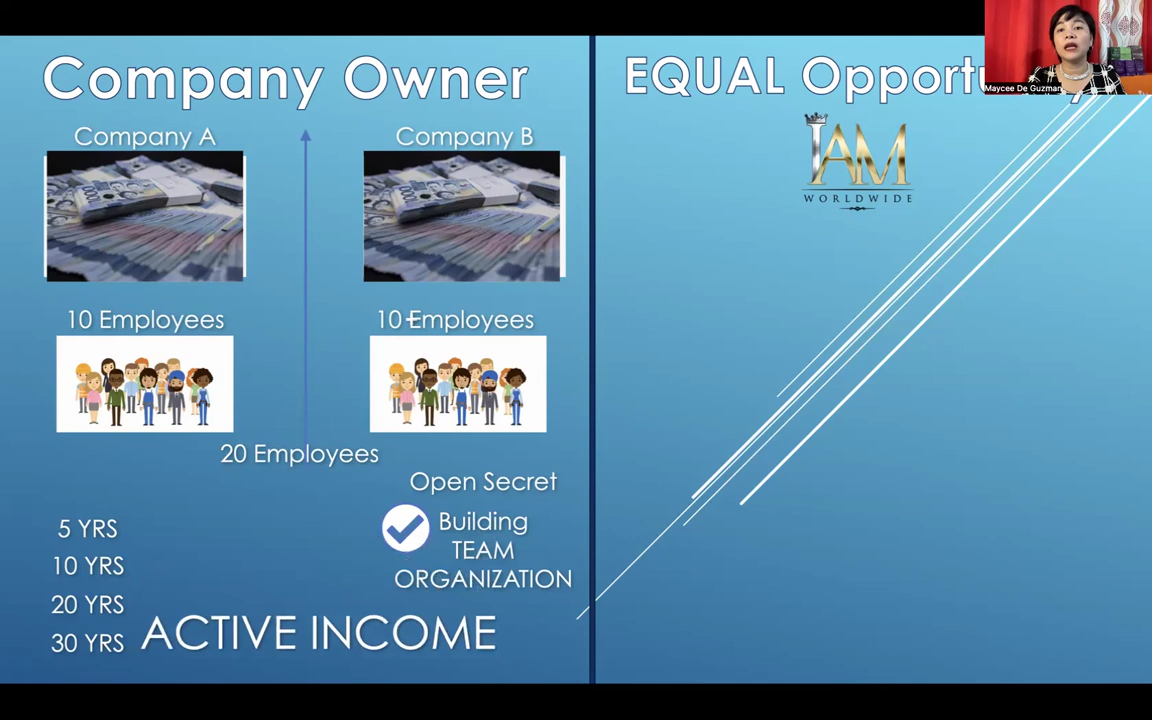 Company Owner
Company A
Company B
10 Employees
10 Employees
20 Employees
Open Secret
Building
TEAM
ORGANIZATION
5 YRS
10 YRS
20 YRS
30 YRS
ACTIVE INCOME
EQUAL
IAM
WORLDWIDE
Maycee De Guzman